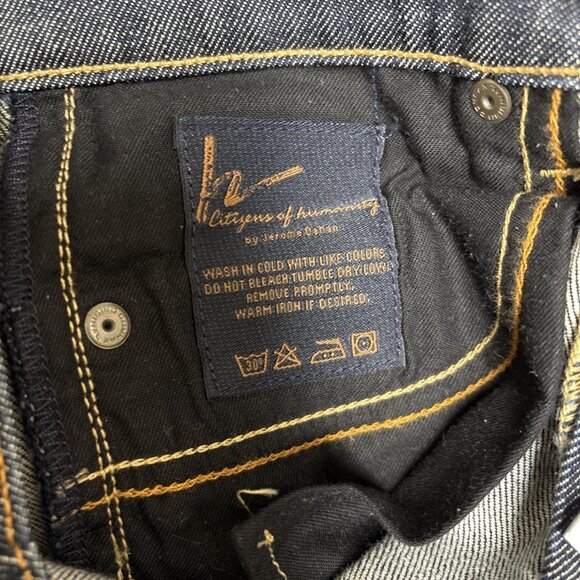 Citizens of humanity
by Jerome Dahan
WASH IN COLD WITH LIKE COLORS
DO NOT BLEACH.TUMBLE DRY LOW.
REMOVE PROMPTLY.
WARM IRON.IF DESIRED.
30°